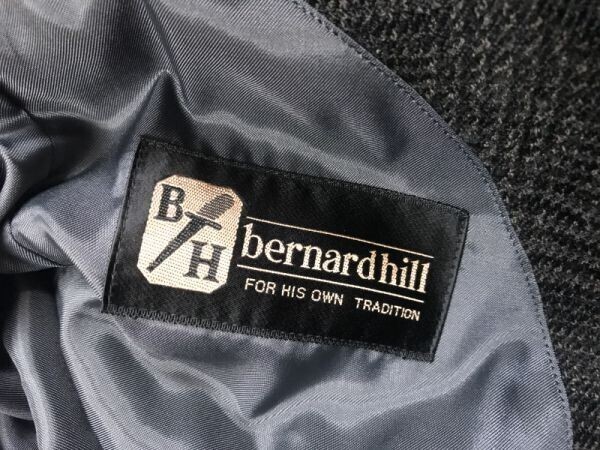 B
H
bernardhill
FOR HIS OWN TRADITION